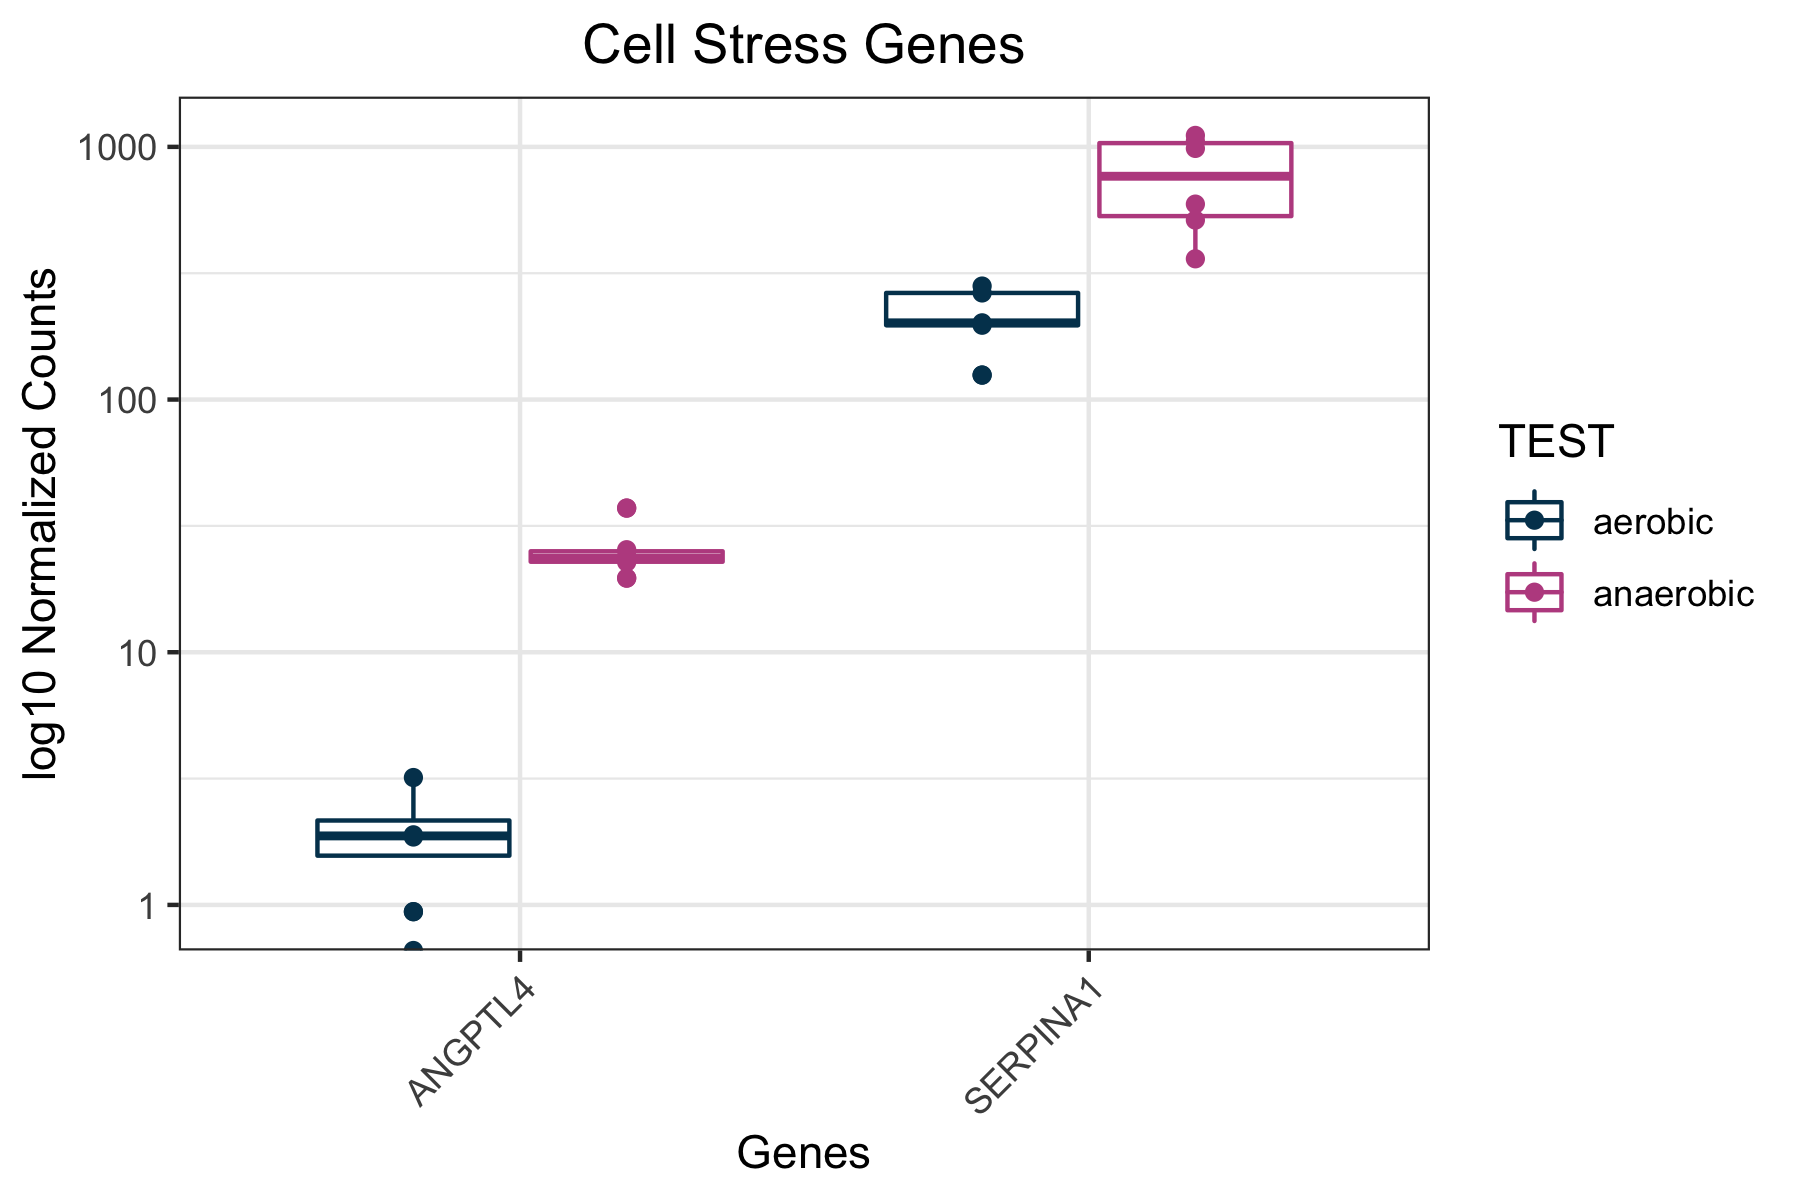 Cell Stress Genes
log10 Normalized Counts
1000
100
10
1
ANGPTL4
SERPINA1
Genes
TEST
aerobic
anaerobic